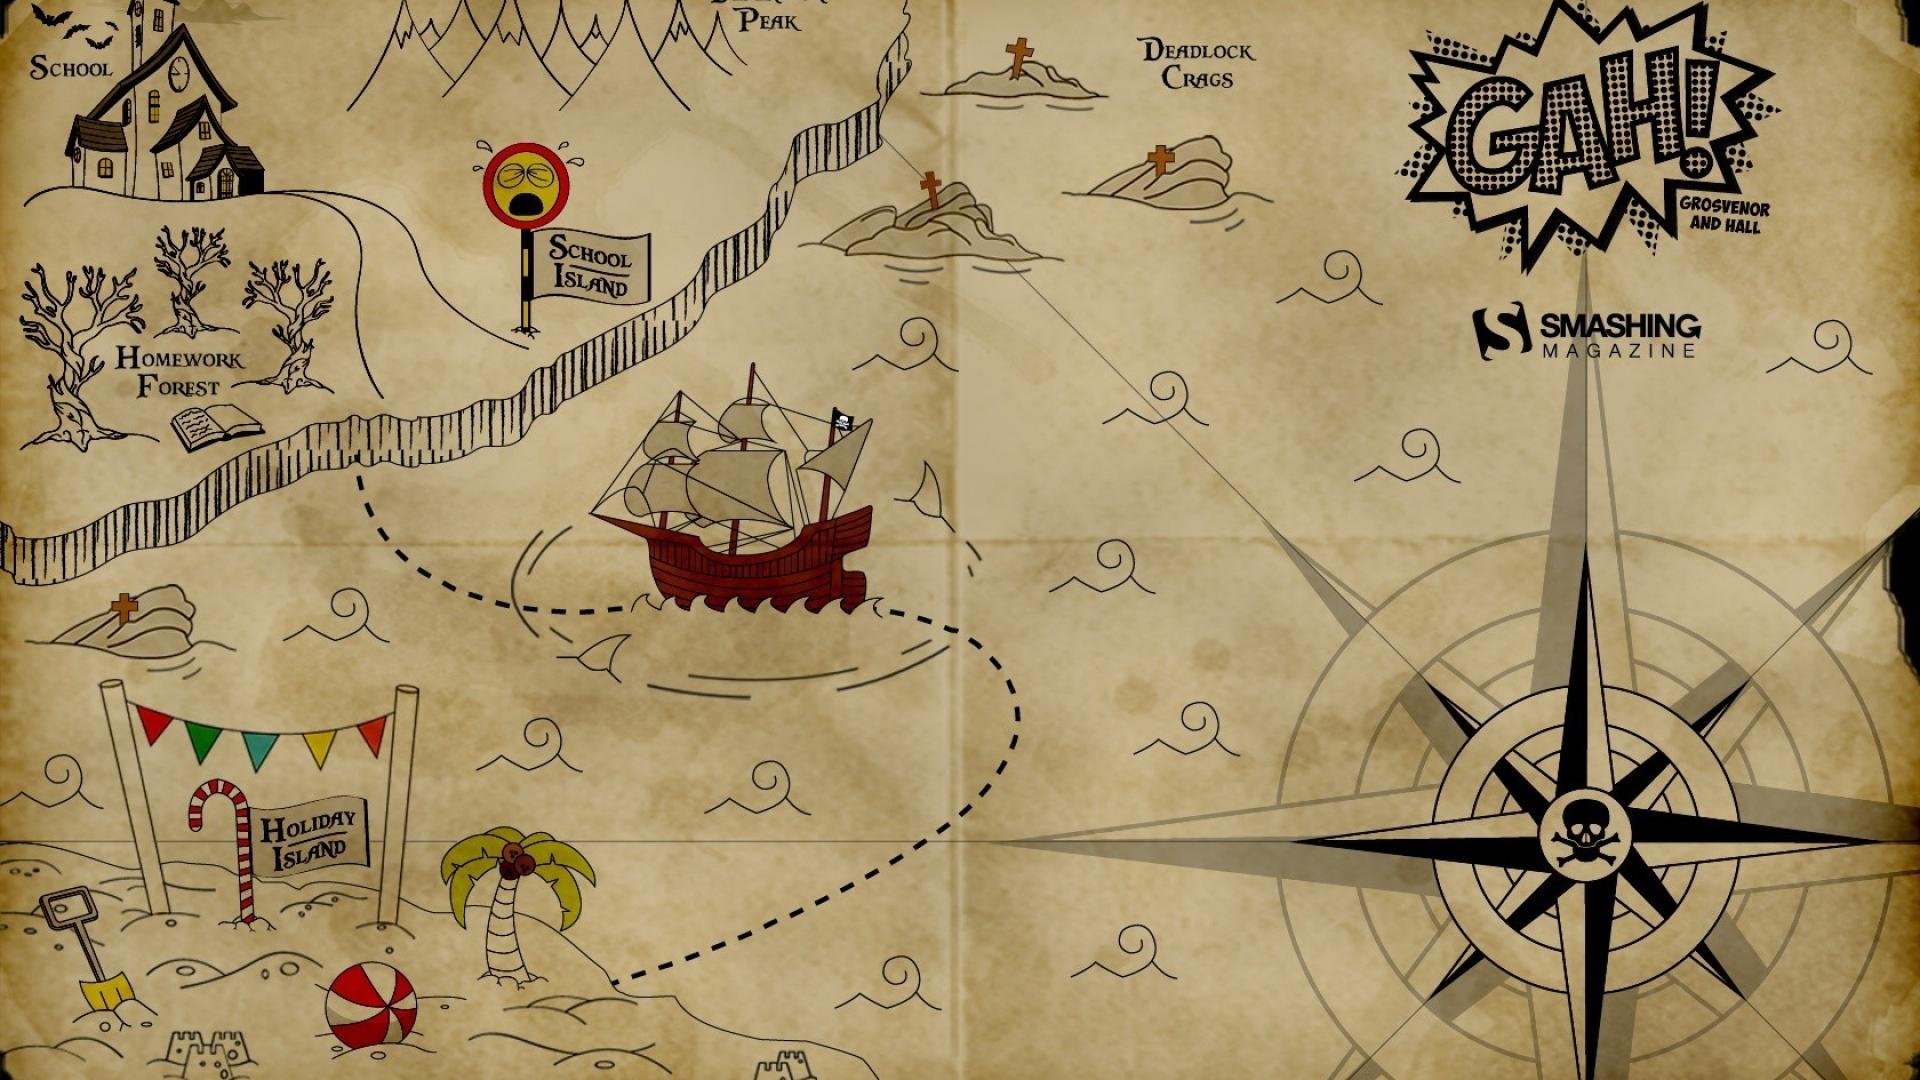 Peak
School
Deadlock
Crags
GAH!
GROSVENOR
AND HALL
School
Island
SMASHING
MAGAZINE
Homework
Forest
Holiday
Island